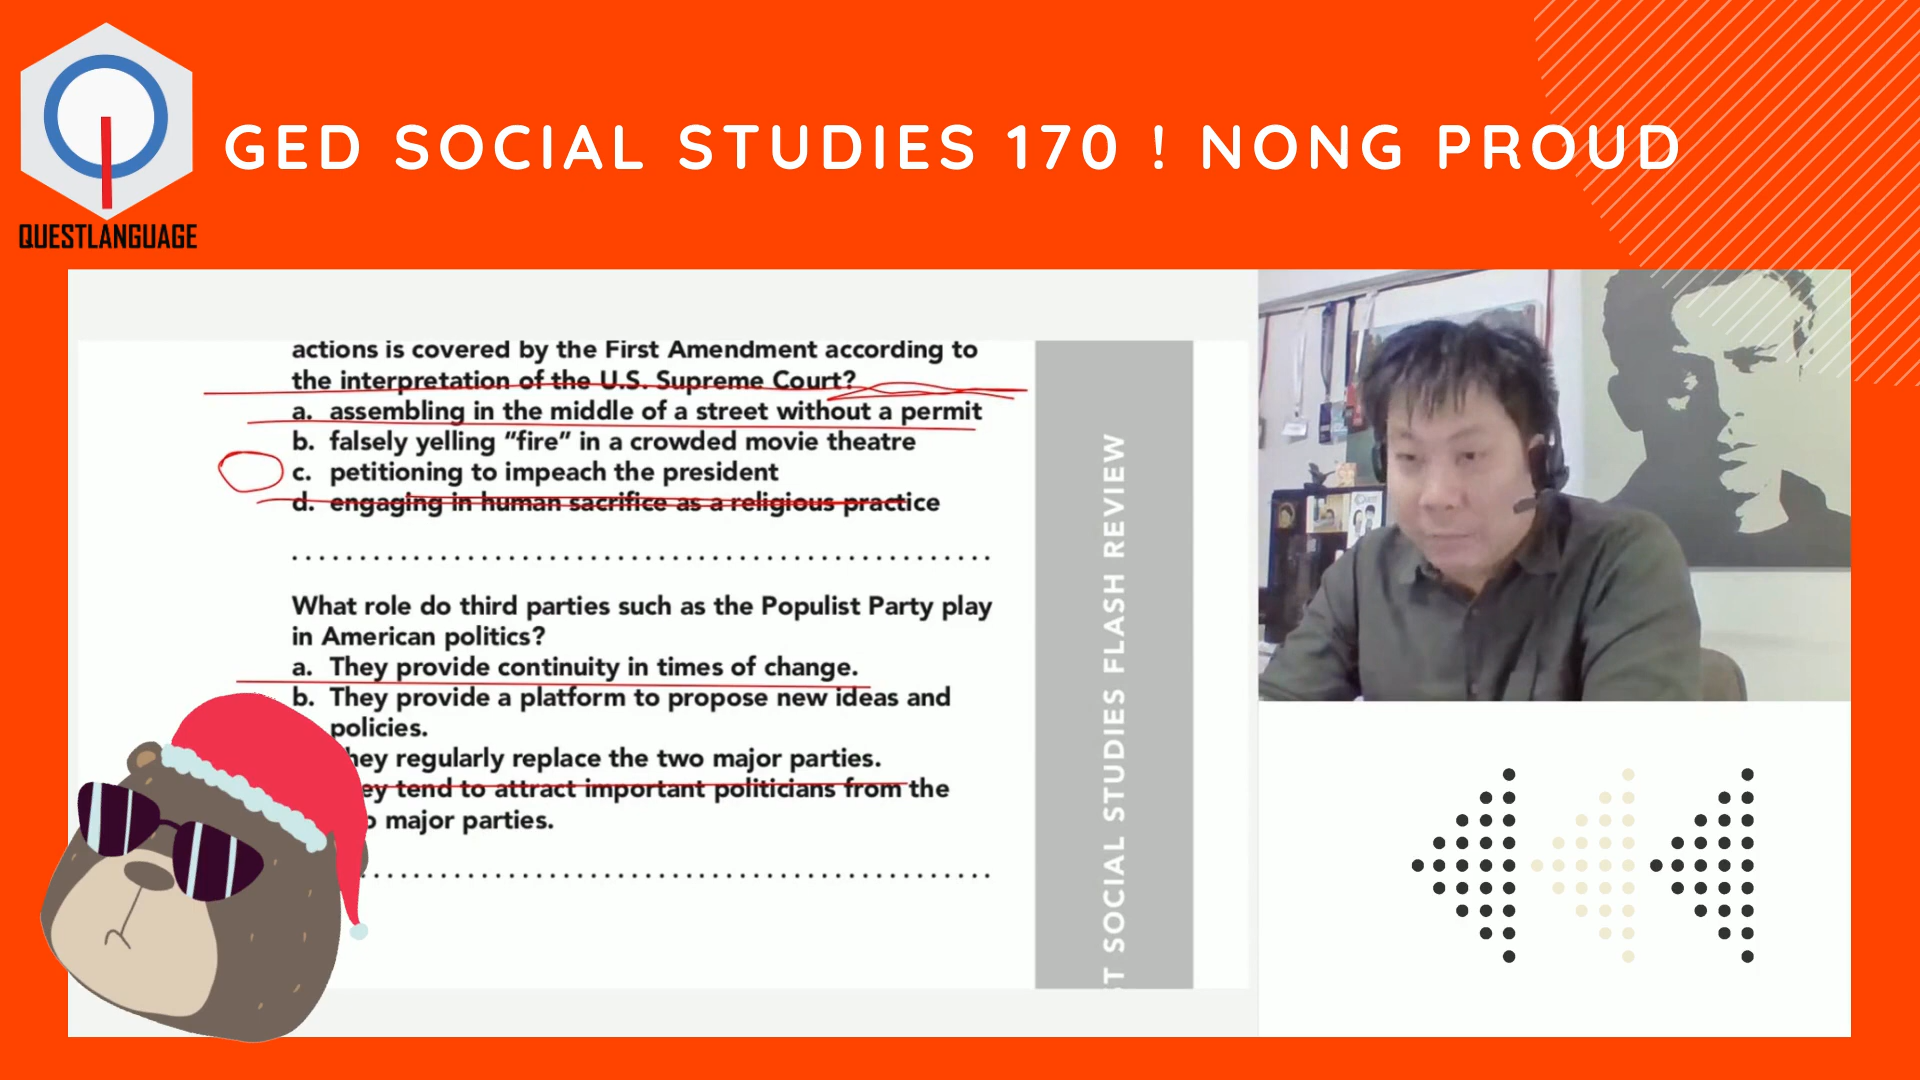 GED SOCIAL STUDIES 170 ! NONG PROUD
QUESTLANGUAGE
actions is covered by the First Amendment according to
the interpretation of the U.S. Supreme Court?
a. assembling in the middle of a street without a permit
b. falsely yelling “fire” in a crowded movie theatre
c. petitioning to impeach the president
d. engaging in human sacrifice as a religious practice
What role do third parties such as the Populist Party play
in American politics?
a. They provide continuity in times of change.
b. They provide a platform to propose new ideas and
policies.
hey regularly replace the two major parties.
ey tend to attract important politicians from the
o major parties.
ST SOCIAL STUDIES FLASH REVIEW